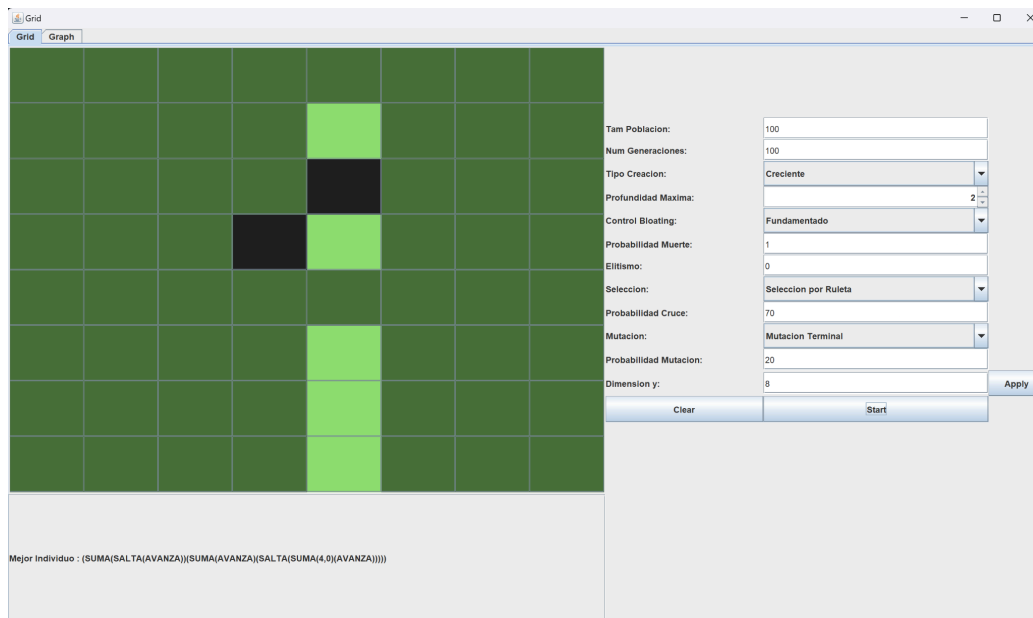 Grid
Grid Graph
Tam Poblacion: 100
Num Generaciones: 100
Tipo Creacion: Creciente
Profundidad Maxima: 2
Control Bloating: Fundamentado
Probabilidad Muerte: 1
Elitismo: 0
Seleccion: Seleccion por Ruleta
Probabilidad Cruce: 70
Mutacion: Mutacion Terminal
Probabilidad Mutacion: 20
Dimension y: 8 Apply
Clear Start
Mejor Individuo : (SUMA(SALTA(AVANZA))(SUMA(AVANZA)(SALTA(SUMA(4,0)(AVANZA)))))